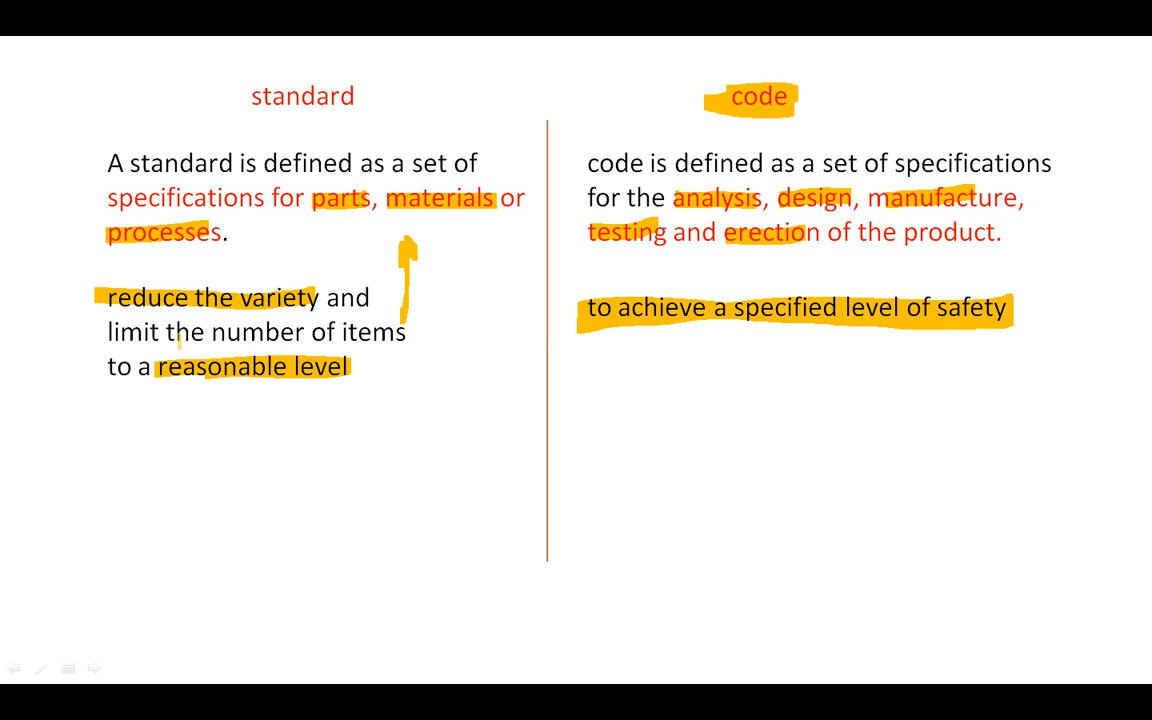 standard
A standard is defined as a set of
specifications for parts, materials or
processes.
reduce the variety and
limit the number of items
to a reasonable level
code
code is defined as a set of specifications
for the analysis, design, manufacture,
testing and erection of the product.
to achieve a specified level of safety